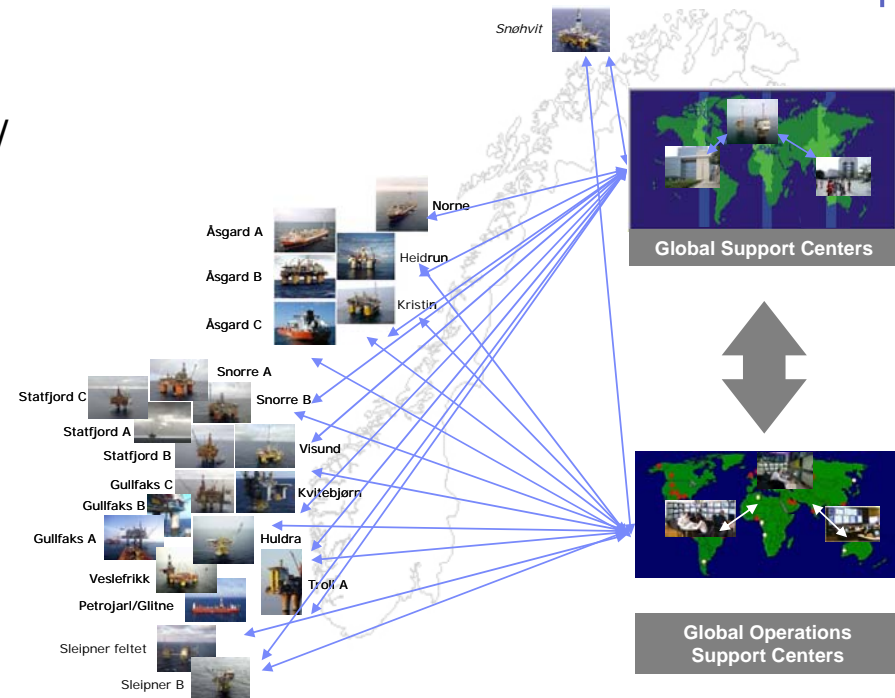 Snøhvit
Norne
Åsgard A
Heidrun
Åsgard B
Kristin
Åsgard C
Global Support Centers
Snorre A
Statfjord C
Snorre B
Statfjord A
Visund
Statfjord B
Gullfaks C
Kvitebjørn
Gullfaks B
Gullfaks A
Huldra
Veslefrikk
Troll A
Petrojarl/Glitne
Sleipner feltet
Sleipner B
Global Operations
Support Centers